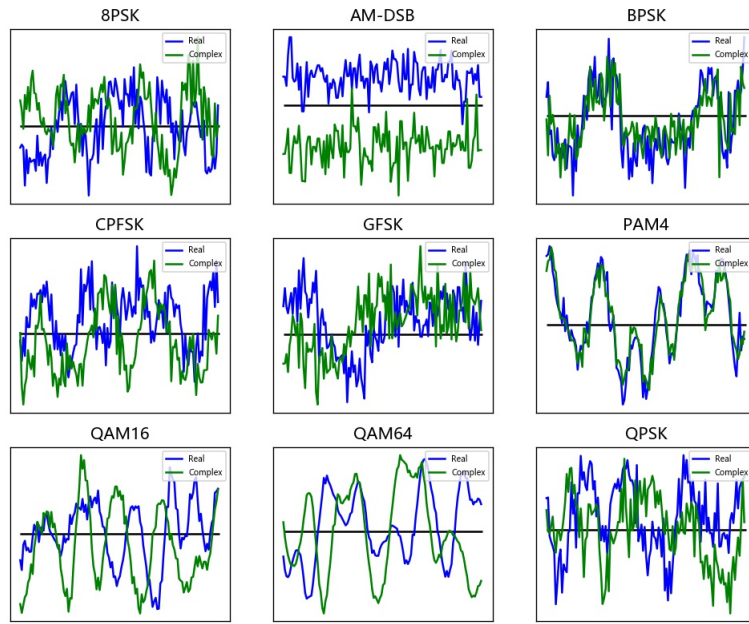 8PSK
Real
Complex
AM-DSB
Real
Complex
BPSK
Real
Complex
CPFSK
Real
Complex
GFSK
Real
Complex
PAM4
Real
Complex
QAM16
Real
Complex
QAM64
Real
Complex
QPSK
Real
Complex